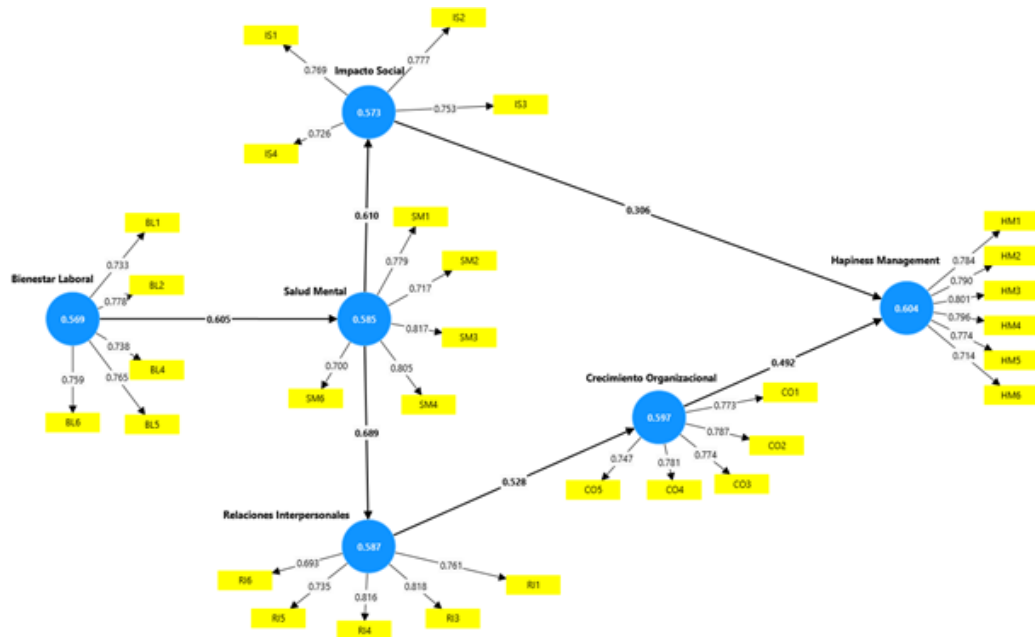 IS2
IS1
0.777
0.769
Impacto Social
0.573
0.753
IS3
0.726
IS4
0.610
0.306
SM1
0.779
SM2
0.717
BL1
0.733
Bienestar Laboral
BL2
0.778
0.569
0.605
Salud Mental
0.585
0.817
SM3
0.738
BL4
0.759
0.765
BL6
BL5
0.700
0.805
SM6
SM4
HM1
Hapiness Management
0.784
HM2
0.790
0.604
0.801
HM3
0.796
HM4
0.774
HM5
0.714
HM6
0.492
Crecimiento Organizacional
0.597
0.773
CO1
0.787
CO2
0.747
0.781
0.774
CO5
CO4
CO3
0.689
0.528
Relaciones Interpersonales
0.587
0.693
0.761
RI6
RI1
0.735
0.816
0.818
RI5
RI4
RI3